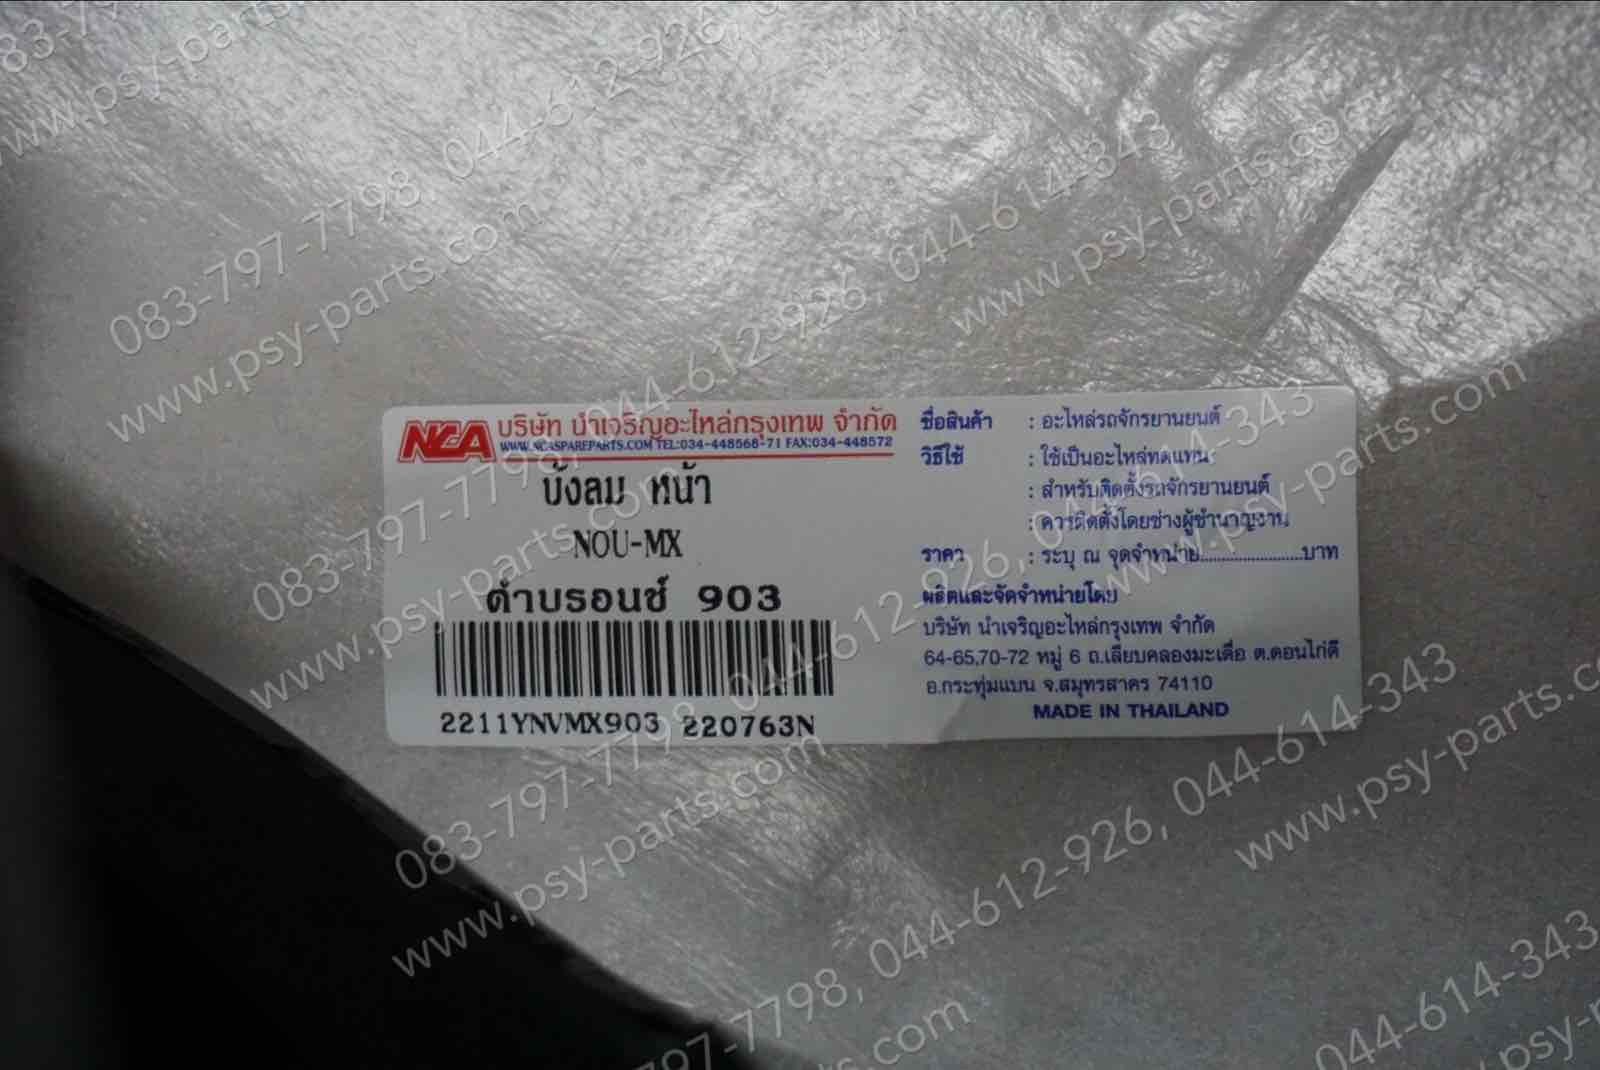 NCA บริษัท นำเจริญอะไหล่กรุงเทพ จำกัด
WWW.NCASPAREPARTS.COM TEL:034-448568-71 FAX:034-448572
บังลม หน้า
NOU-MX
ดำบรอนซ์ 903
2211YNVMX903 220763N
ชื่อสินค้า : อะไหล่รถจักรยานยนต์
วิธีใช้ : ใช้เป็นอะไหล่ทดแทน
: สำหรับติดตั้งรถจักรยานยนต์
: ควรติดตั้งโดยช่างผู้ชำนาญงาน
ราคา : ระบุ ณ จุดจำหน่าย......................บาท
ผลิตและจัดจำหน่ายโดย
บริษัท นำเจริญอะไหล่กรุงเทพ จำกัด
64-65,70-72 หมู่ 6 ถ.เลียบคลองมะเดื่อ ต.ดอนไก่ดี
อ.กระทุ่มแบน จ.สมุทรสาคร 74110
MADE IN THAILAND
083-797-7798, 044-612-926, 044-614-343
www.psy-parts.com